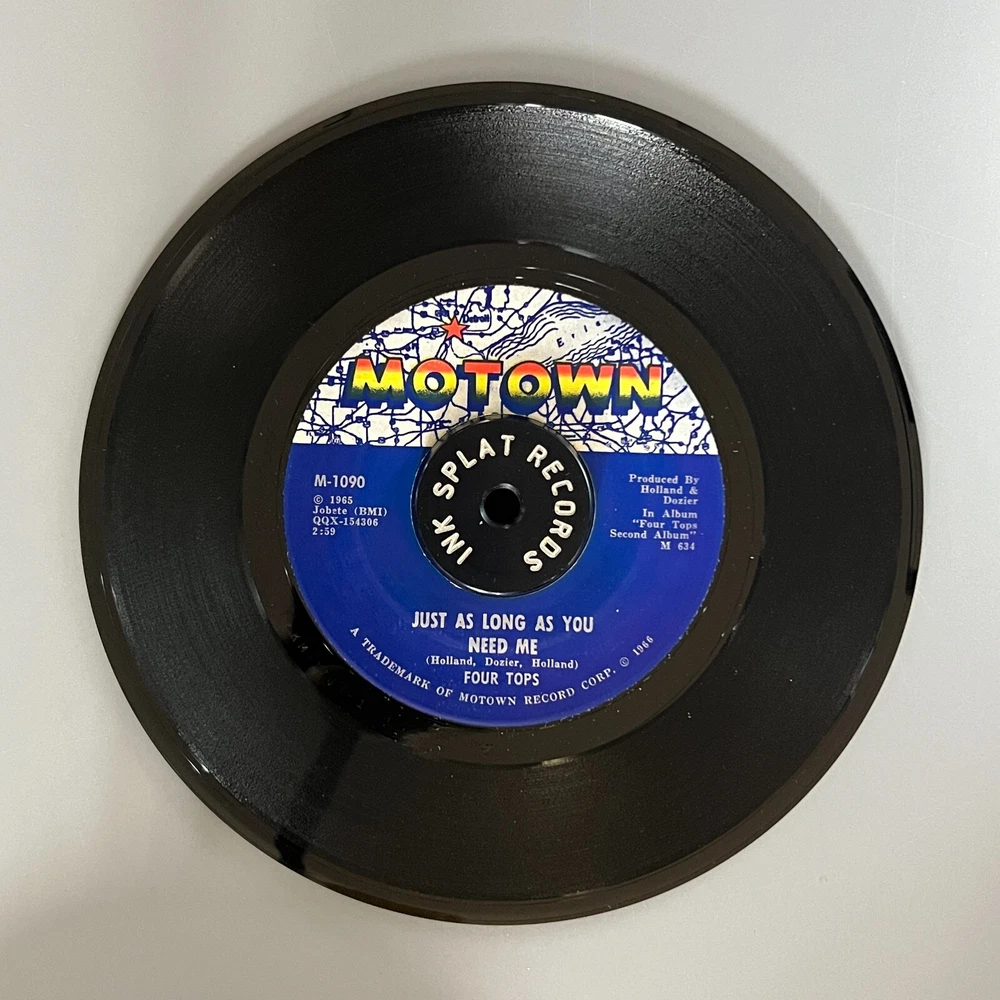 Detroit
Erie
MOTOWN
INK SPLAT RECORDS
M-1090
© 1965
Jobete (BMI)
QQX-154306
2:59
Produced By
Holland &
Dozier
In Album
"Four Tops
Second Album"
M 634
JUST AS LONG AS YOU
NEED ME
(Holland, Dozier, Holland)
FOUR TOPS
A TRADEMARK OF MOTOWN RECORD CORP. © 1966